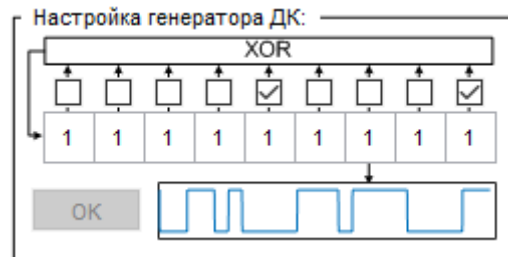 Настройка генератора ДК:
XOR
1 1 1 1 1 1 1 1 1
OK